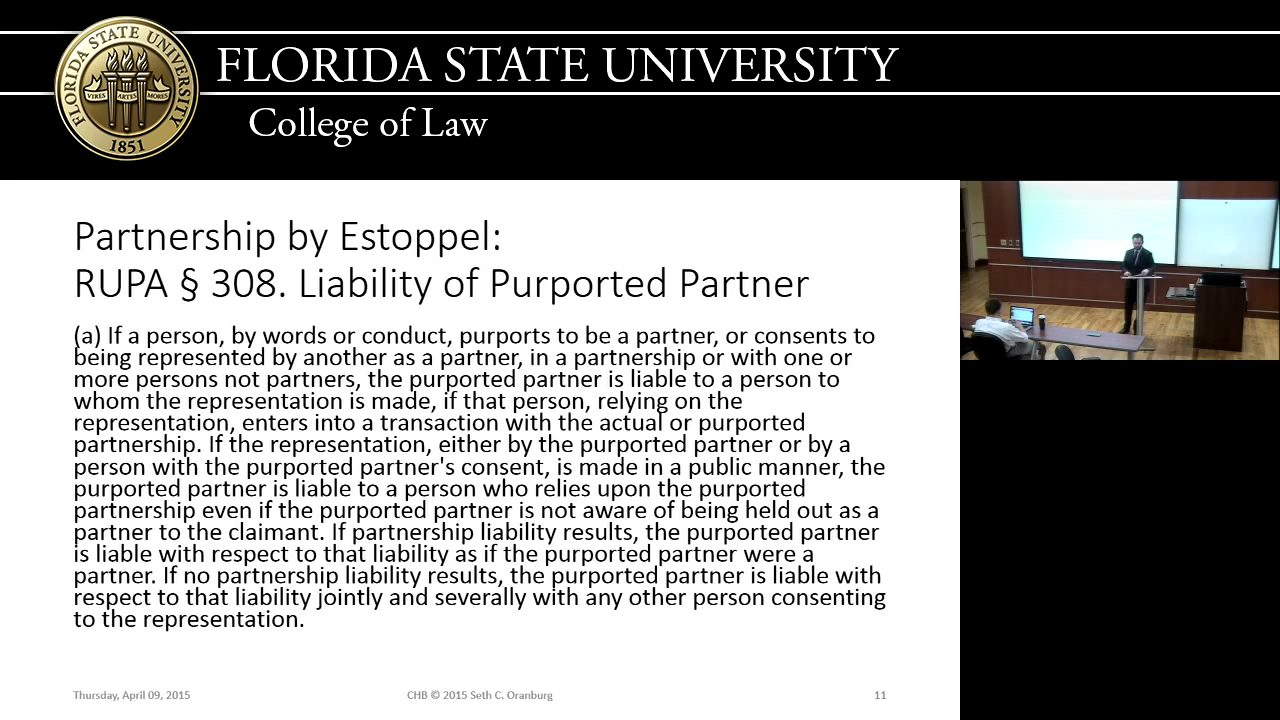 FLORIDA STATE UNIVERSITY
FLORIDA STATE UNIVERSITY
VIRES ARTES MORES
1851
College of Law
Partnership by Estoppel:
RUPA § 308. Liability of Purported Partner
(a) If a person, by words or conduct, purports to be a partner, or consents to
being represented by another as a partner, in a partnership or with one or
more persons not partners, the purported partner is liable to a person to
whom the representation is made, if that person, relying on the
representation, enters into a transaction with the actual or purported
partnership. If the representation, either by the purported partner or by a
person with the purported partner's consent, is made in a public manner, the
purported partner is liable to a person who relies upon the purported
partnership even if the purported partner is not aware of being held out as a
partner to the claimant. If partnership liability results, the purported partner
is liable with respect to that liability as if the purported partner were a
partner. If no partnership liability results, the purported partner is liable with
respect to that liability jointly and severally with any other person consenting
to the representation.
Thursday, April 09, 2015
CHB © 2015 Seth C. Oranburg
11